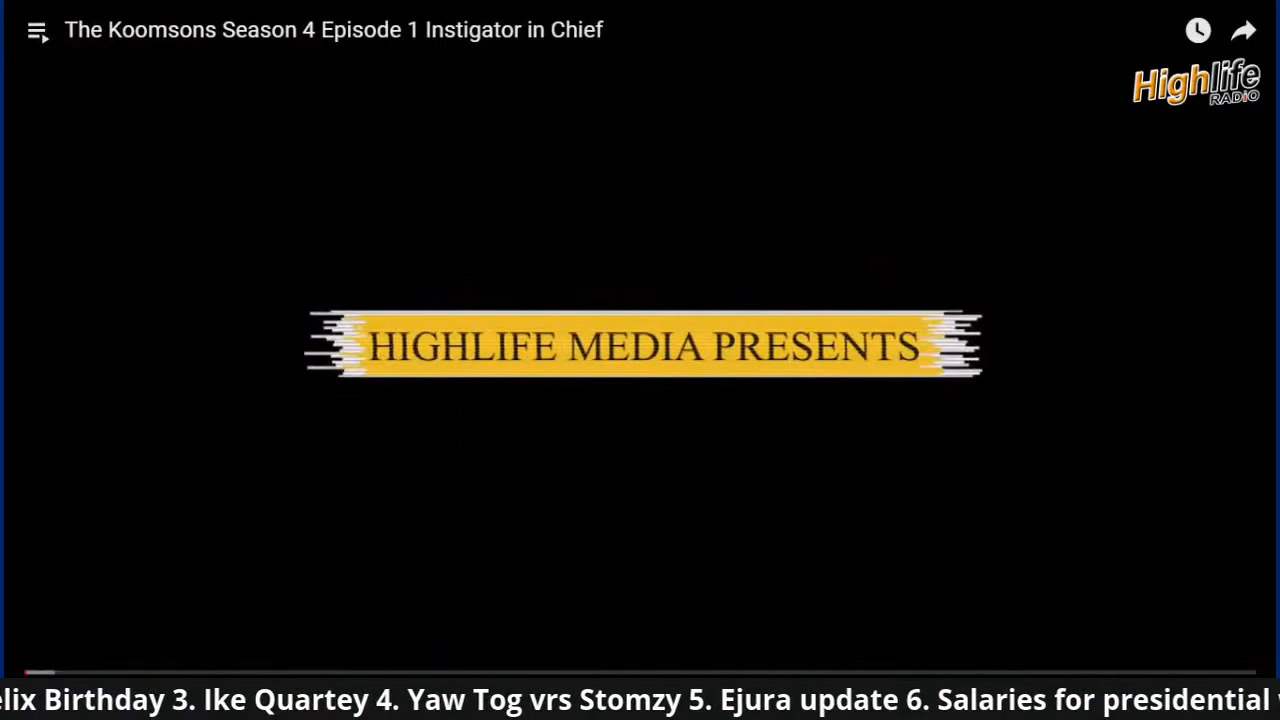 The Koomsons Season 4 Episode 1 Instigator in Chief
Highlife
RADiO
HIGHLIFE MEDIA PRESENTS
elix Birthday 3. Ike Quartey 4. Yaw Tog vrs Stomzy 5. Ejura update 6. Salaries for presidential